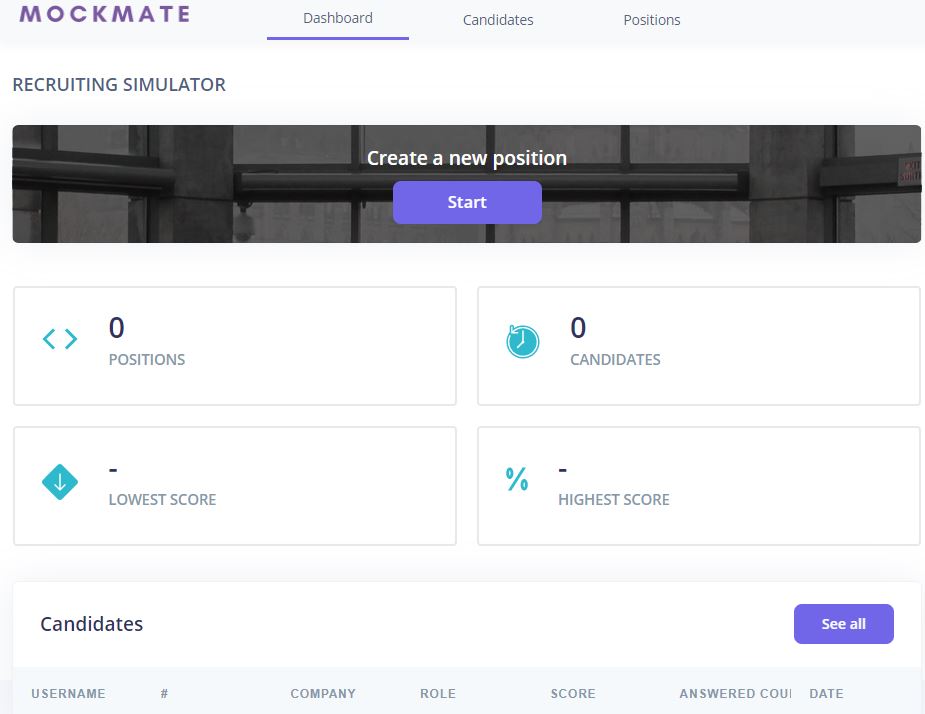 MOCKMATE
Dashboard
Candidates
Positions
RECRUITING SIMULATOR
Create a new position
Start
0
POSITIONS
0
CANDIDATES
-
LOWEST SCORE
%
-
HIGHEST SCORE
Candidates
See all
USERNAME # COMPANY ROLE SCORE ANSWERED COU DATE